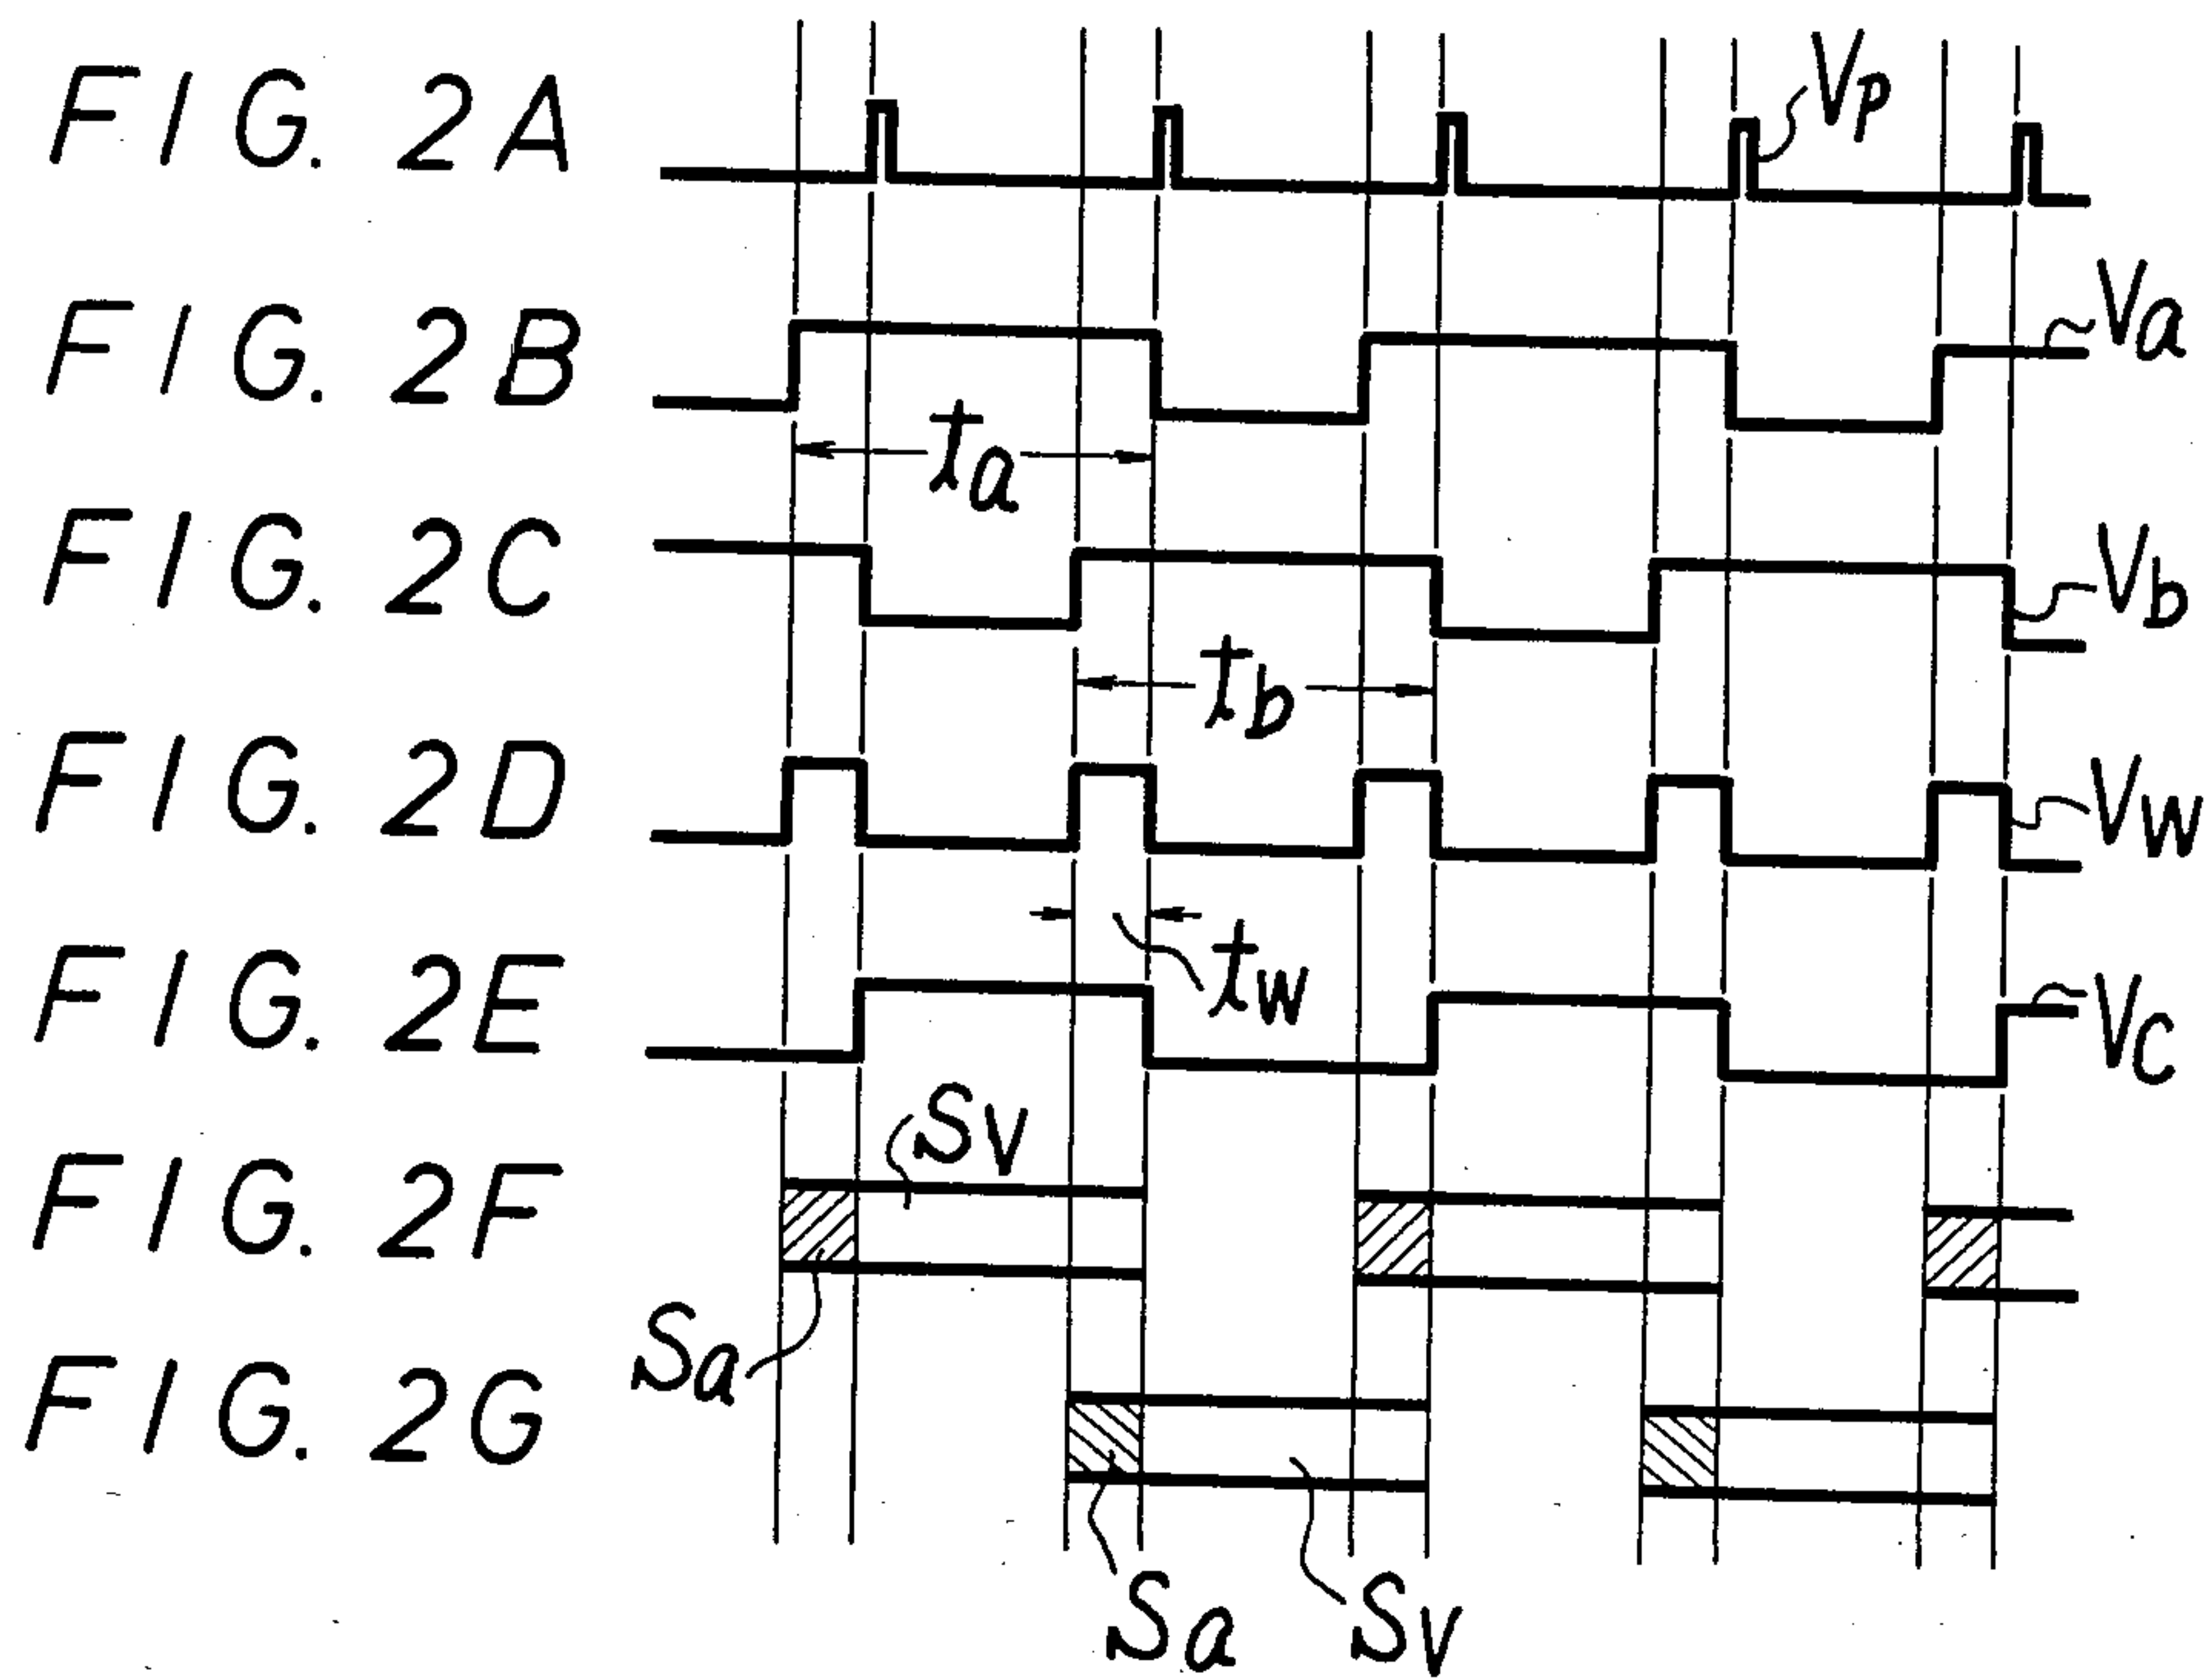 FIG. 2A
Vp
FIG. 2B
Va
ta
FIG. 2C
Vb
tb
FIG. 2D
Vw
FIG. 2E
tw
Vc
FIG. 2F
Sv
Sa
FIG. 2G
Sa
Sv